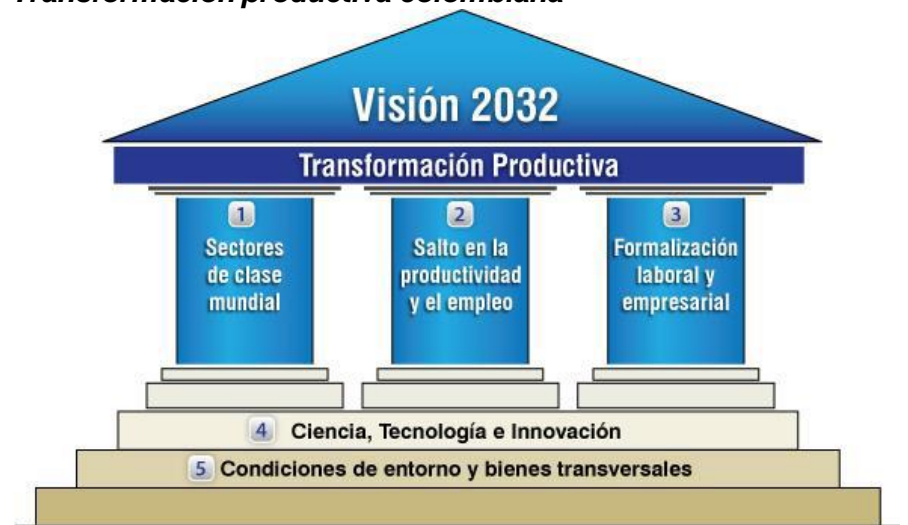 Transformación productiva colombiana
Visión 2032
Transformación Productiva
1
Sectores
de clase
mundial
2
Salto en la
productividad
y el empleo
3
Formalización
laboral y
empresarial
4 Ciencia, Tecnología e Innovación
5 Condiciones de entorno y bienes transversales